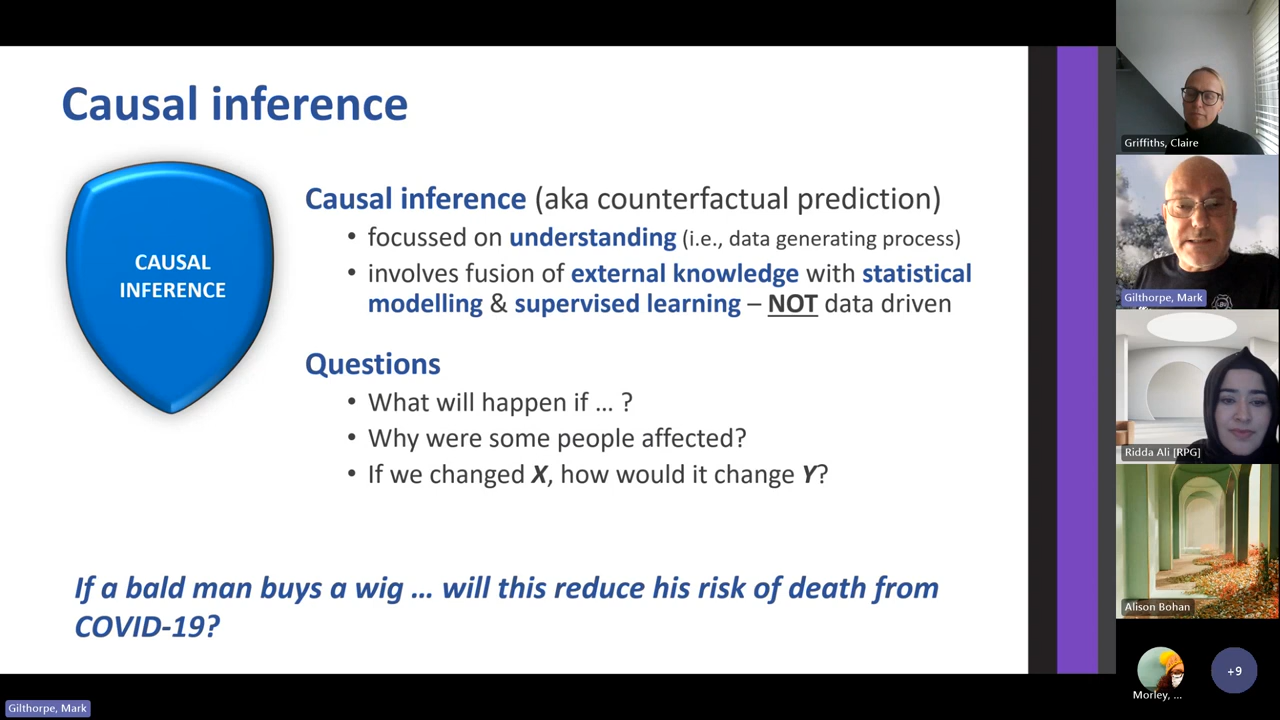 Causal inference
CAUSAL
INFERENCE
Causal inference (aka counterfactual prediction)
• focussed on understanding (i.e., data generating process)
• involves fusion of external knowledge with statistical
modelling & supervised learning – NOT data driven
Questions
• What will happen if ... ?
• Why were some people affected?
• If we changed X, how would it change Y?
If a bald man buys a wig ... will this reduce his risk of death from
COVID-19?
Gilthorpe, Mark
Griffiths, Claire
Gilthorpe, Mark
Ridda Ali [RPG]
Alison Bohan
Morley, ...
+9